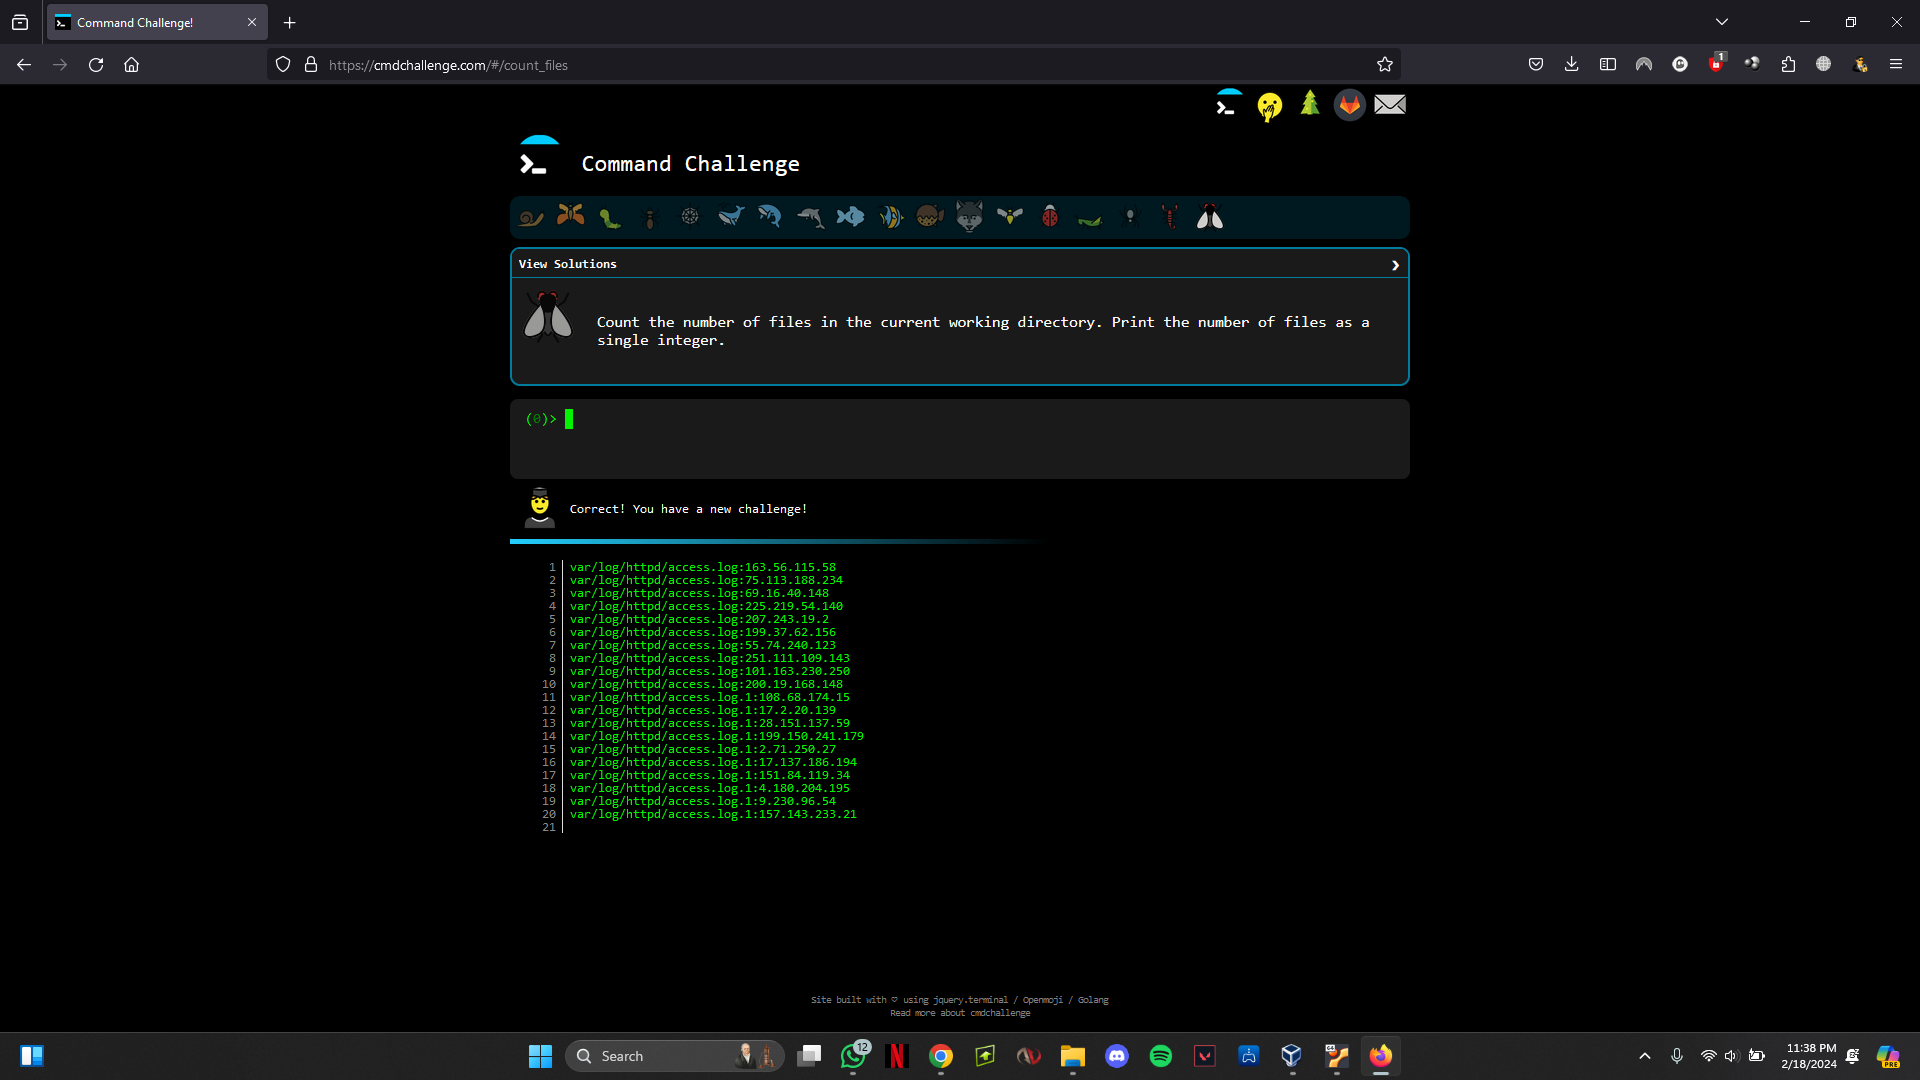 Command Challenge!
https://cmdchallenge.com/#/count_files
1
Command Challenge
View Solutions
Count the number of files in the current working directory. Print the number of files as a
single integer.
(0)>
Correct! You have a new challenge!
1 var/log/httpd/access.log:163.56.115.58
2 var/log/httpd/access.log:75.113.188.234
3 var/log/httpd/access.log:69.16.40.148
4 var/log/httpd/access.log:225.219.54.140
5 var/log/httpd/access.log:207.243.19.2
6 var/log/httpd/access.log:199.37.62.156
7 var/log/httpd/access.log:55.74.240.123
8 var/log/httpd/access.log:251.111.109.143
9 var/log/httpd/access.log:101.163.230.250
10 var/log/httpd/access.log:200.19.168.148
11 var/log/httpd/access.log.1:108.68.174.15
12 var/log/httpd/access.log.1:17.2.20.139
13 var/log/httpd/access.log.1:28.151.137.59
14 var/log/httpd/access.log.1:199.150.241.179
15 var/log/httpd/access.log.1:2.71.250.27
16 var/log/httpd/access.log.1:17.137.186.194
17 var/log/httpd/access.log.1:151.84.119.34
18 var/log/httpd/access.log.1:4.180.204.195
19 var/log/httpd/access.log.1:9.230.96.54
20 var/log/httpd/access.log.1:157.143.233.21
21
Site built with ♡ using jquery.terminal / Openmoji / Golang
Read more about cmdchallenge
Search
12
11:38 PM
2/18/2024
PRE